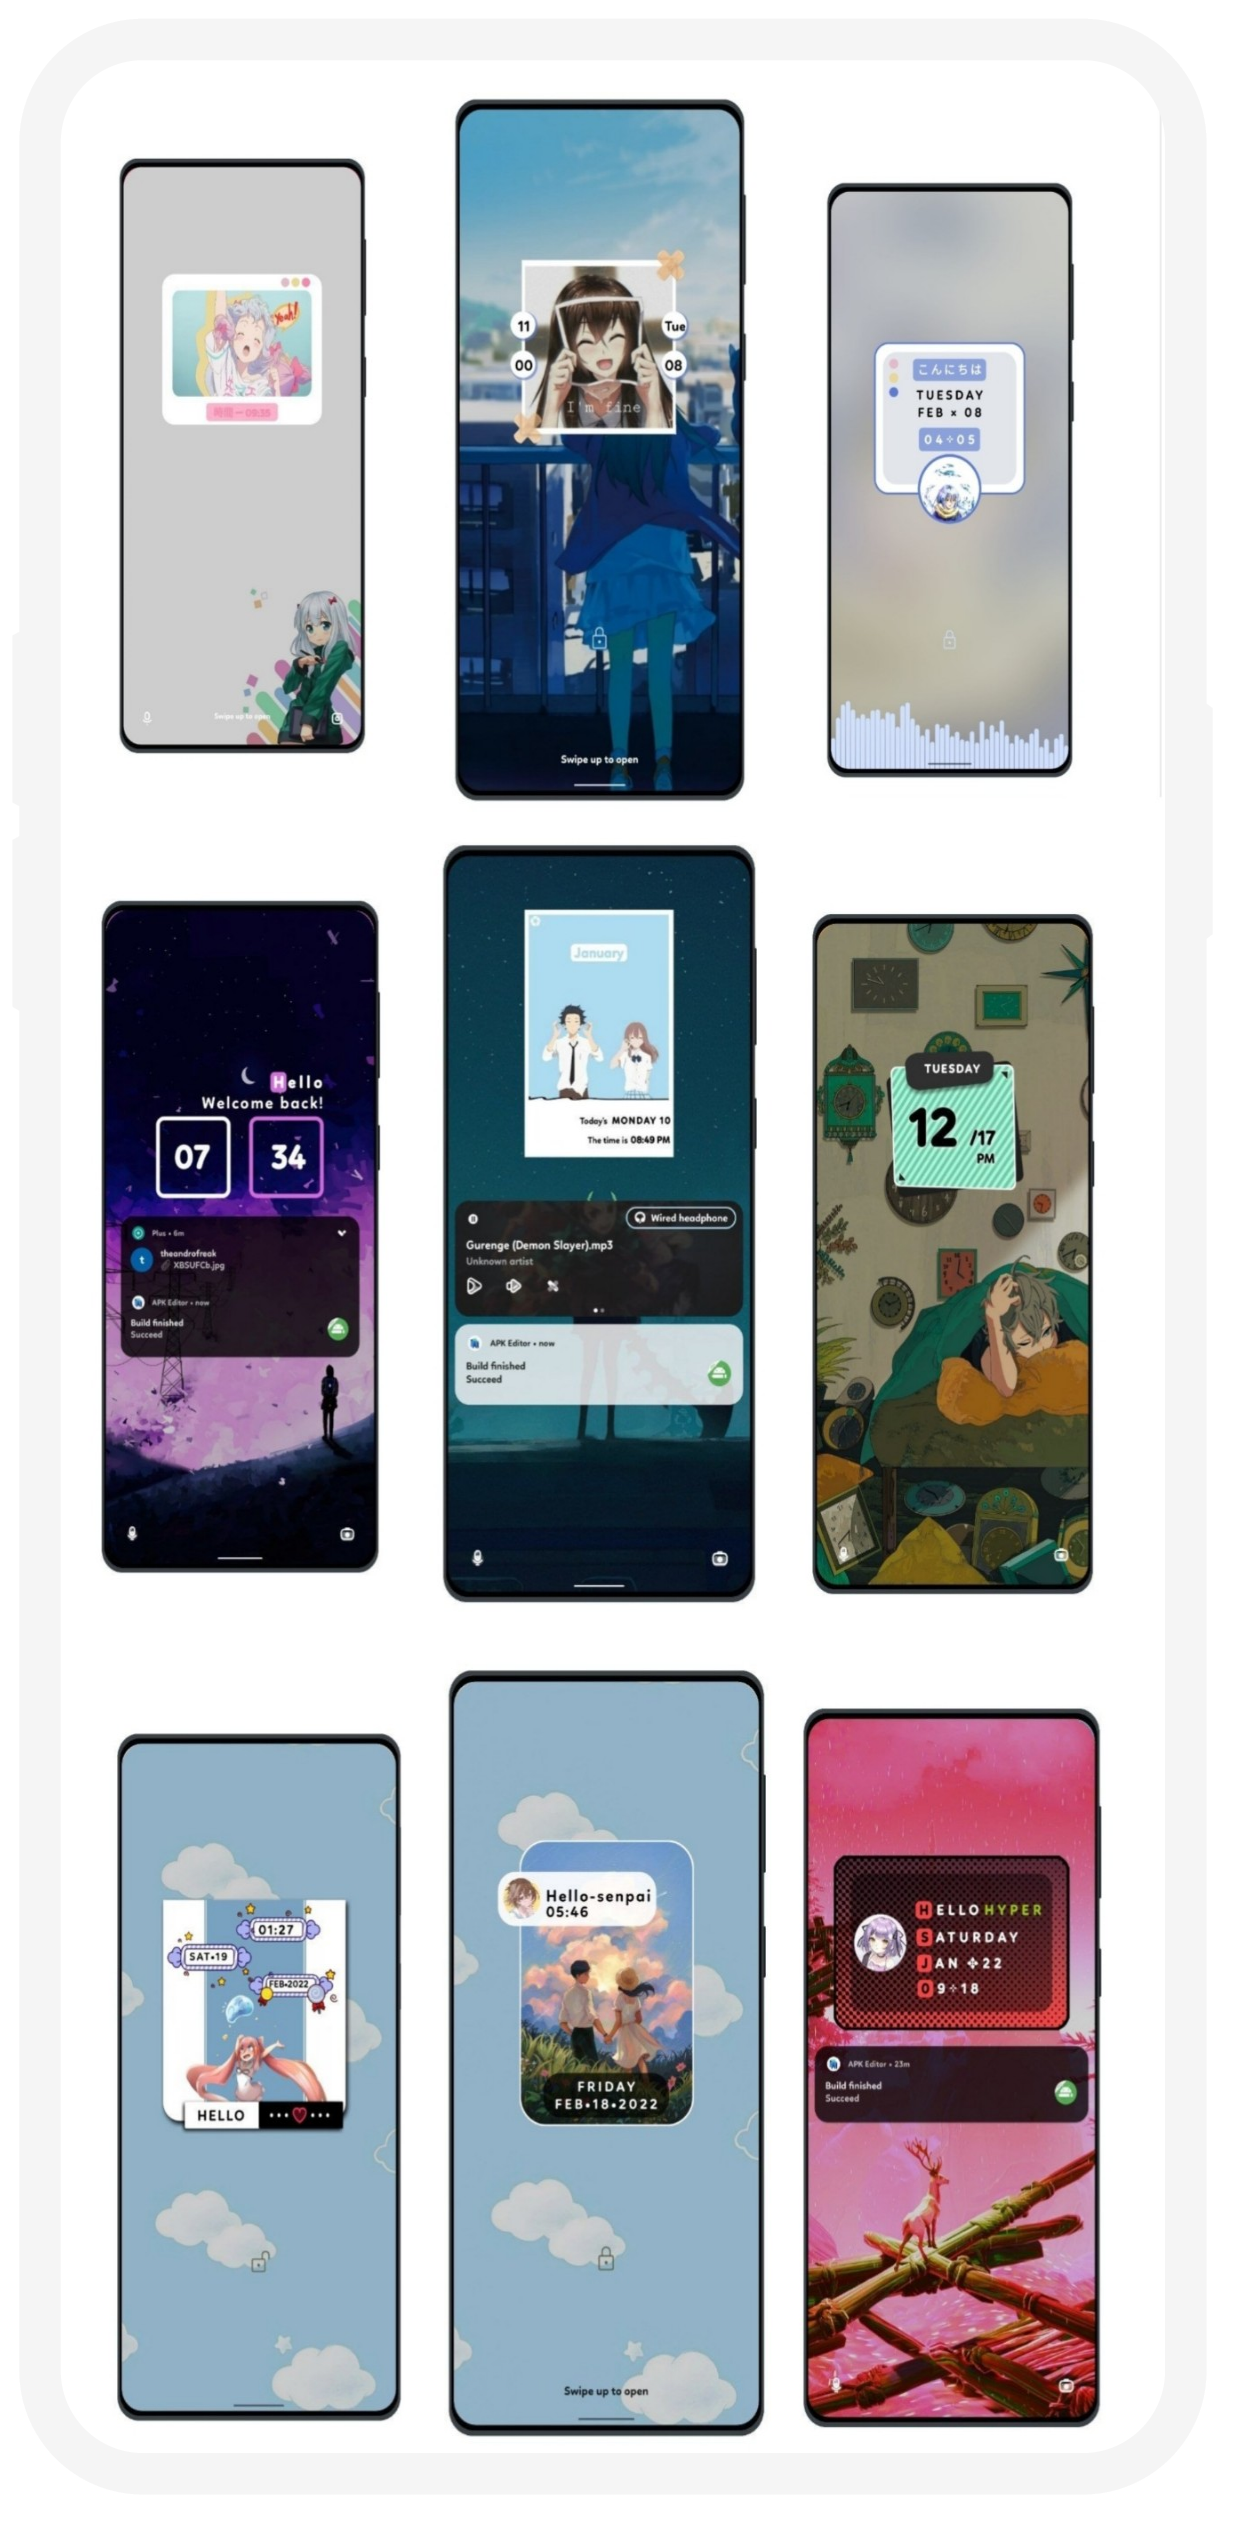 Yeah!
09:35
Swipe up to open
11
00
Tue
08
I'm fine
Swipe up to open
こんにちは
TUESDAY
FEB × 08
04÷05
Hello
Welcome back!
07
34
Plus • 6m
theandrofreak
XBSUFCb.jpg
APK Editor • now
Build finished
Succeed
January
Today's MONDAY 10
The time is 08:49 PM
Wired headphone
Gurenge (Demon Slayer).mp3
Unknown artist
APK Editor • now
Build finished
Succeed
TUESDAY
12 /17
PM
01:27
SAT•19
FEB•2022
HELLO
Hello-senpai
05:46
FRIDAY
FEB•18•2022
Swipe up to open
HELLO HYPER
SATURDAY
JAN ✣ 22
09÷18
APK Editor • 23m
Build finished
Succeed